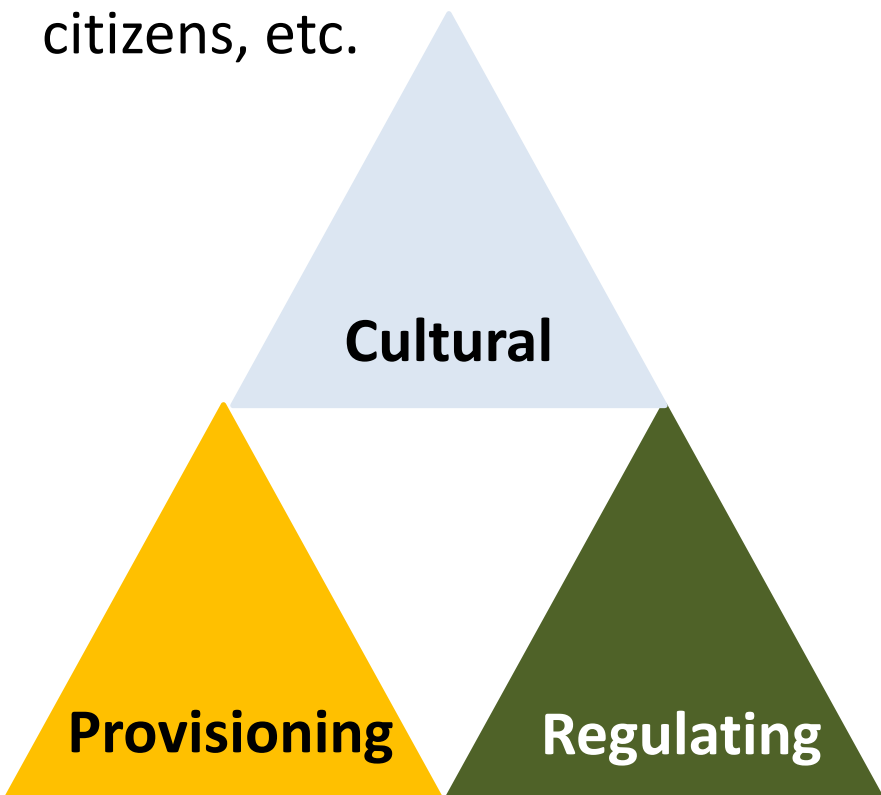 citizens, etc.
Cultural
Provisioning
Regulating